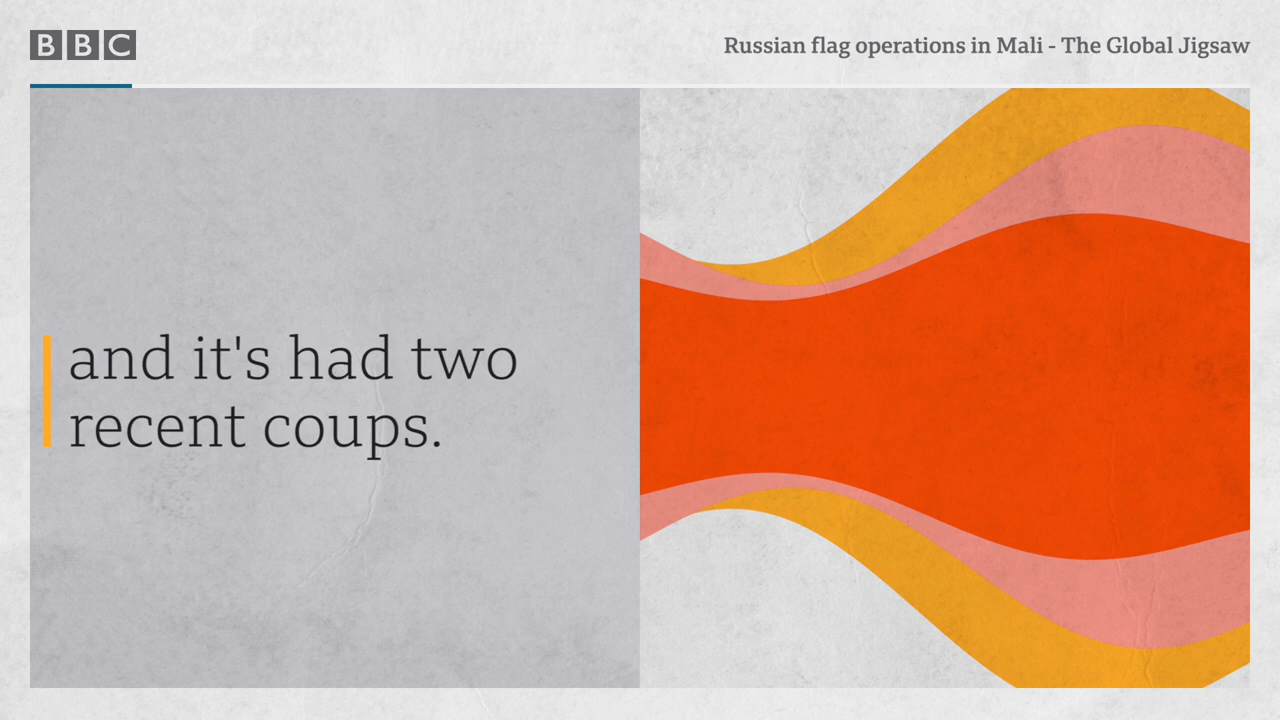 BBC
Russian flag operations in Mali - The Global Jigsaw
and it's had two
recent coups.